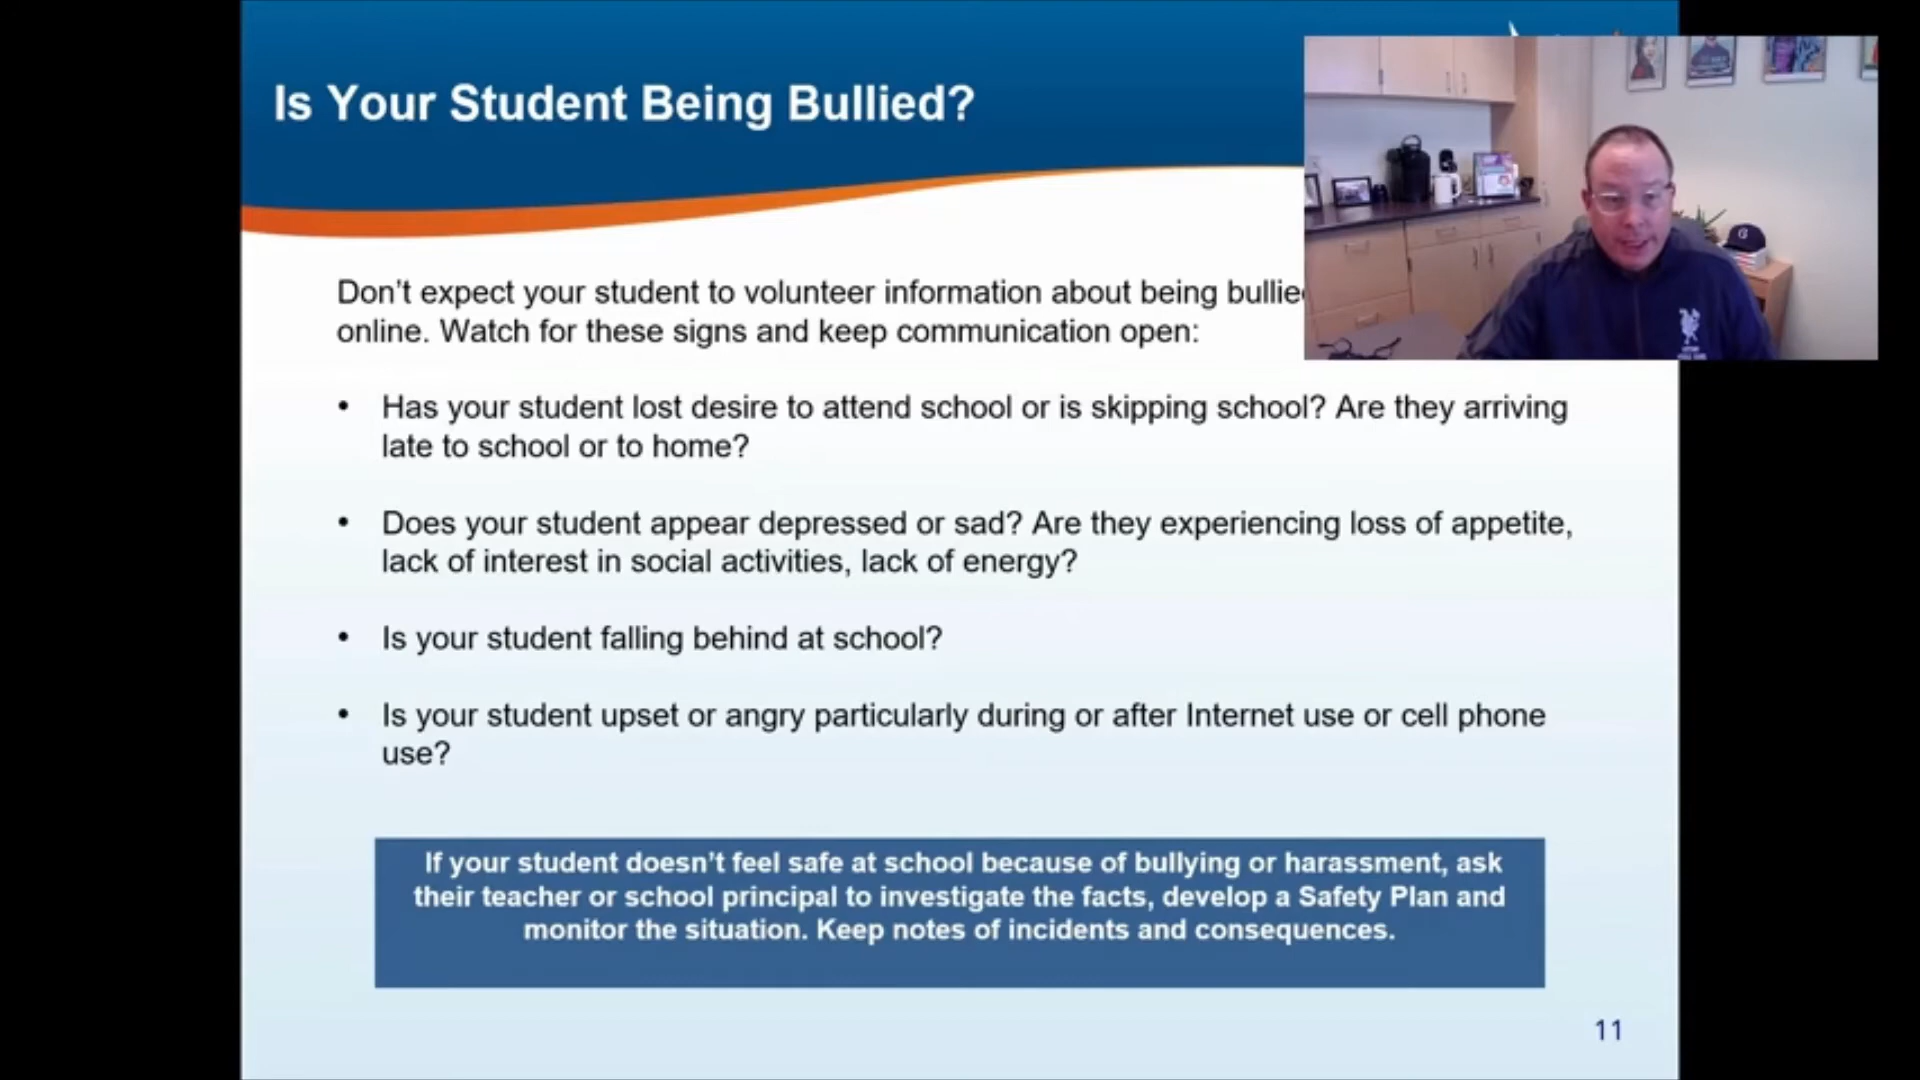 Is Your Student Being Bullied?
Don't expect your student to volunteer information about being
online. Watch for these signs and keep communication open:
• Has your student lost desire to attend school or is skipping school? Are they arriving
late to school or to home?
• Does your student appear depressed or sad? Are they experiencing loss of appetite,
lack of interest in social activities, lack of energy?
• Is your student falling behind at school?
• Is your student upset or angry particularly during or after Internet use or cell phone
use?
If your student doesn't feel safe at school because of bullying or harassment, ask
their teacher or school principal to investigate the facts, develop a Safety Plan and
monitor the situation. Keep notes of incidents and consequences.
11